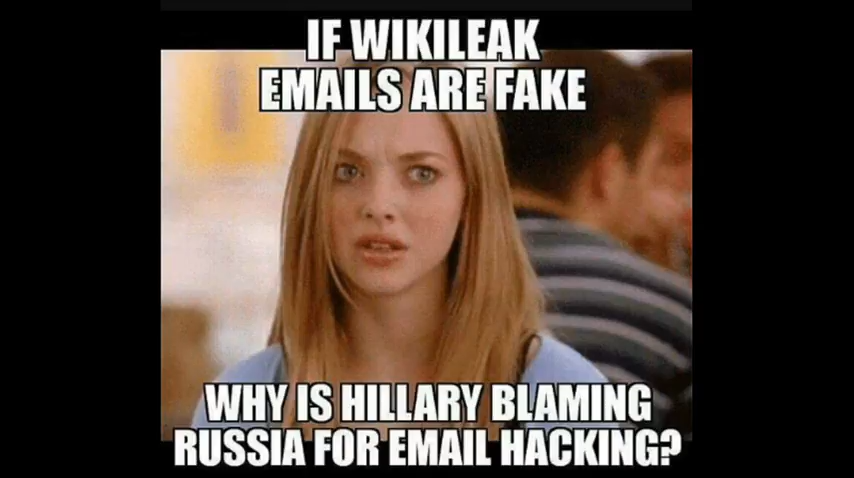 IF WIKILEAK
EMAILS ARE FAKE
WHY IS HILLARY BLAMING
RUSSIA FOR EMAIL HACKING?